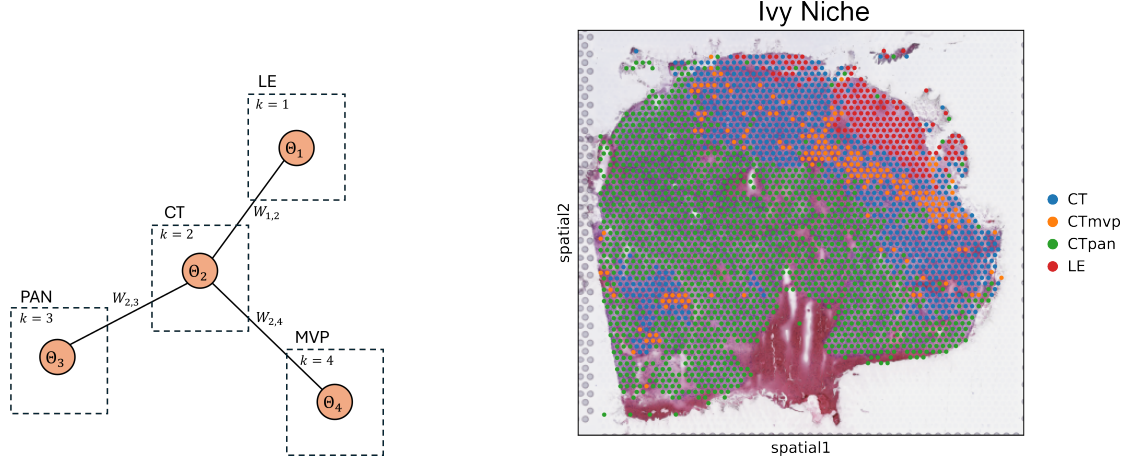 LE
k = 1
Θ₁
W₁,₂
CT
k = 2
Θ₂
PAN
k = 3
W₂,₃
Θ₃
W₂,₄
MVP
k = 4
Θ₄
Ivy Niche
spatial2
spatial1
CT
CTmvp
CTpan
LE